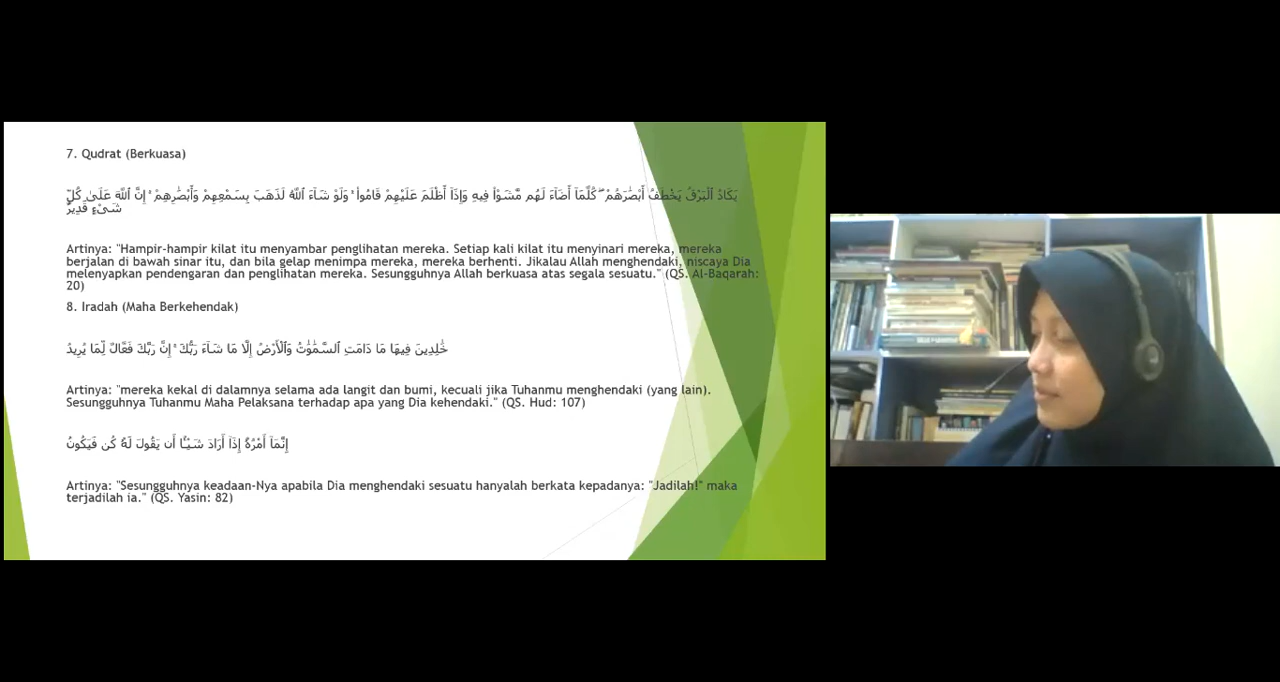 7. Qudrat (Berkuasa)
يَكَادُ ٱلْبَرْقُ يَخْطَفُ أَبْصَٰرَهُمْ ۖ كُلَّمَآ أَضَآءَ لَهُم مَّشَوْا۟ فِيهِ وَإِذَآ أَظْلَمَ عَلَيْهِمْ قَامُوا۟ ۚ وَلَوْ شَآءَ ٱللَّهُ لَذَهَبَ بِسَمْعِهِمْ وَأَبْصَٰرِهِمْ ۚ إِنَّ ٱللَّهَ عَلَىٰ كُلِّ
شَىْءٍ قَدِيرٌ
Artinya: "Hampir-hampir kilat itu menyambar penglihatan mereka. Setiap kali kilat itu menyinari mereka, mereka
berjalan di bawah sinar itu, dan bila gelap menimpa mereka, mereka berhenti. Jikalau Allah menghendaki, niscaya Dia
melenyapkan pendengaran dan penglihatan mereka. Sesungguhnya Allah berkuasa atas segala sesuatu." (QS. Al-Baqarah:
20)
8. Iradah (Maha Berkehendak)
خَٰلِدِينَ فِيهَا مَا دَامَتِ ٱلسَّمَٰوَٰتُ وَٱلْأَرْضُ إِلَّا مَا شَآءَ رَبُّكَ ۚ إِنَّ رَبَّكَ فَعَّالٌ لِّمَا يُرِيدُ
Artinya: "mereka kekal di dalamnya selama ada langit dan bumi, kecuali jika Tuhanmu menghendaki (yang lain).
Sesungguhnya Tuhanmu Maha Pelaksana terhadap apa yang Dia kehendaki." (QS. Hud: 107)
إِنَّمَآ أَمْرُهُۥٓ إِذَآ أَرَادَ شَيْـًٔا أَن يَقُولَ لَهُۥ كُن فَيَكُونُ
Artinya: "Sesungguhnya keadaan-Nya apabila Dia menghendaki sesuatu hanyalah berkata kepadanya: "Jadilah!" maka
terjadilah ia." (QS. Yasin: 82)